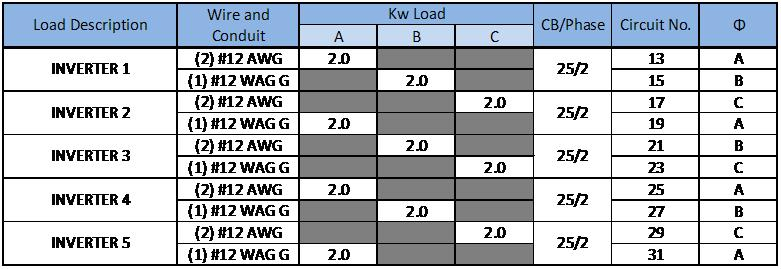 Load Description Wire and Conduit Kw Load CB/Phase Circuit No. Φ
A B C
INVERTER 1 (2) #12 AWG 2.0 25/2 13 A
(1) #12 WAG G 2.0 15 B
INVERTER 2 (2) #12 AWG 2.0 25/2 17 C
(1) #12 WAG G 2.0 19 A
INVERTER 3 (2) #12 AWG 2.0 25/2 21 B
(1) #12 WAG G 2.0 23 C
INVERTER 4 (2) #12 AWG 2.0 25/2 25 A
(1) #12 WAG G 2.0 27 B
INVERTER 5 (2) #12 AWG 2.0 25/2 29 C
(1) #12 WAG G 2.0 31 A